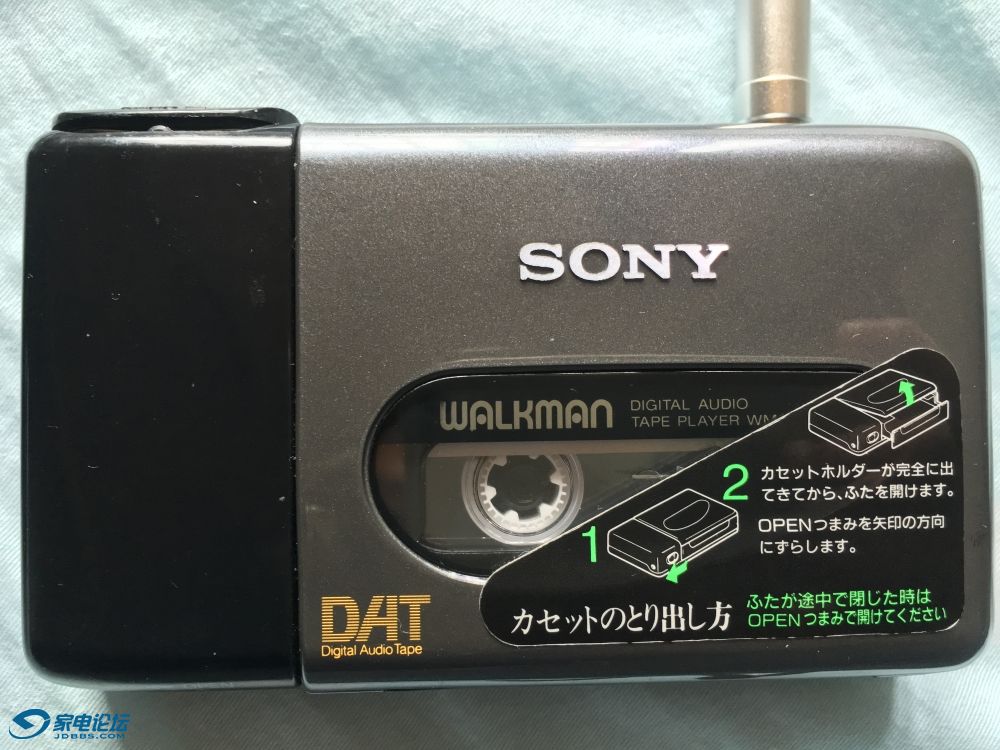 SONY
WALKMAN
DIGITAL AUDIO
TAPE PLAYER WM
2
カセットホルダーが完全に出
てきてから、ふたを開けます。
1
OPENつまみを矢印の方向
にずらします。
カセットのとり出し方
ふたが途中で閉じた時は
OPENつまみで開けてください
DAT
Digital Audio Tape
家电论坛
JDBBS.COM